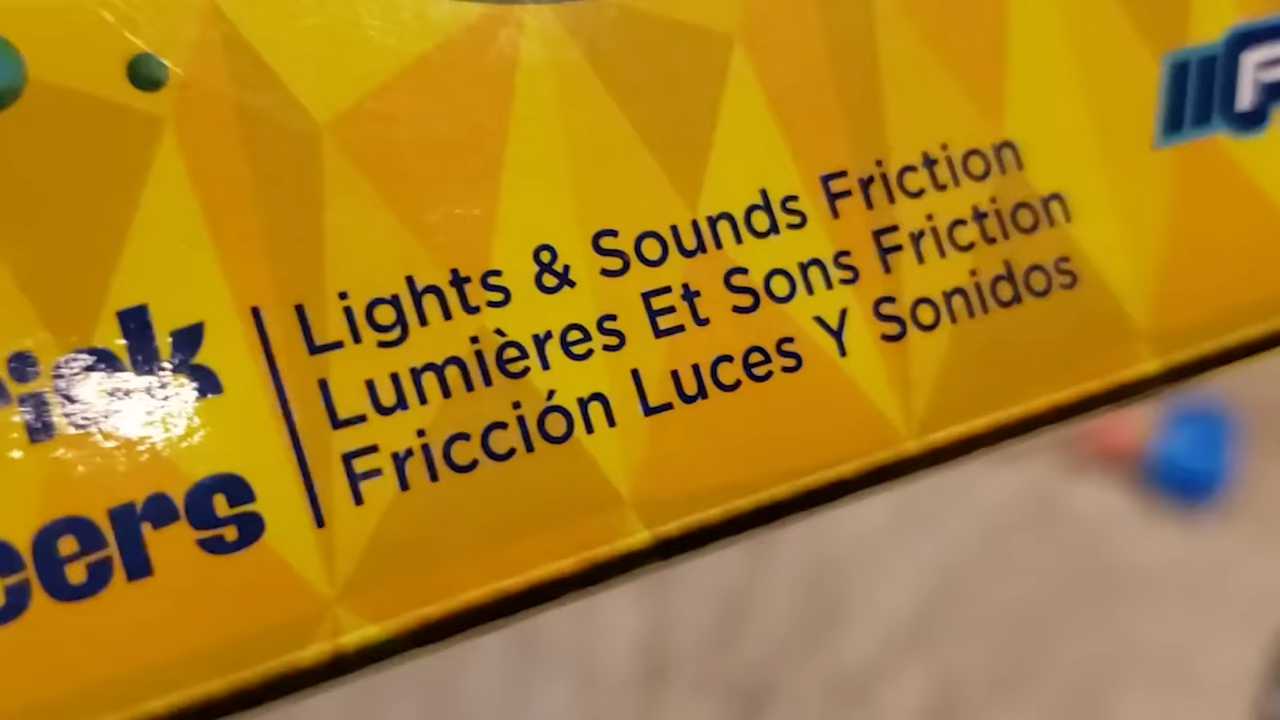 Lights & Sounds Friction
Lumières Et Sons Friction
Fricción Luces Y Sonidos